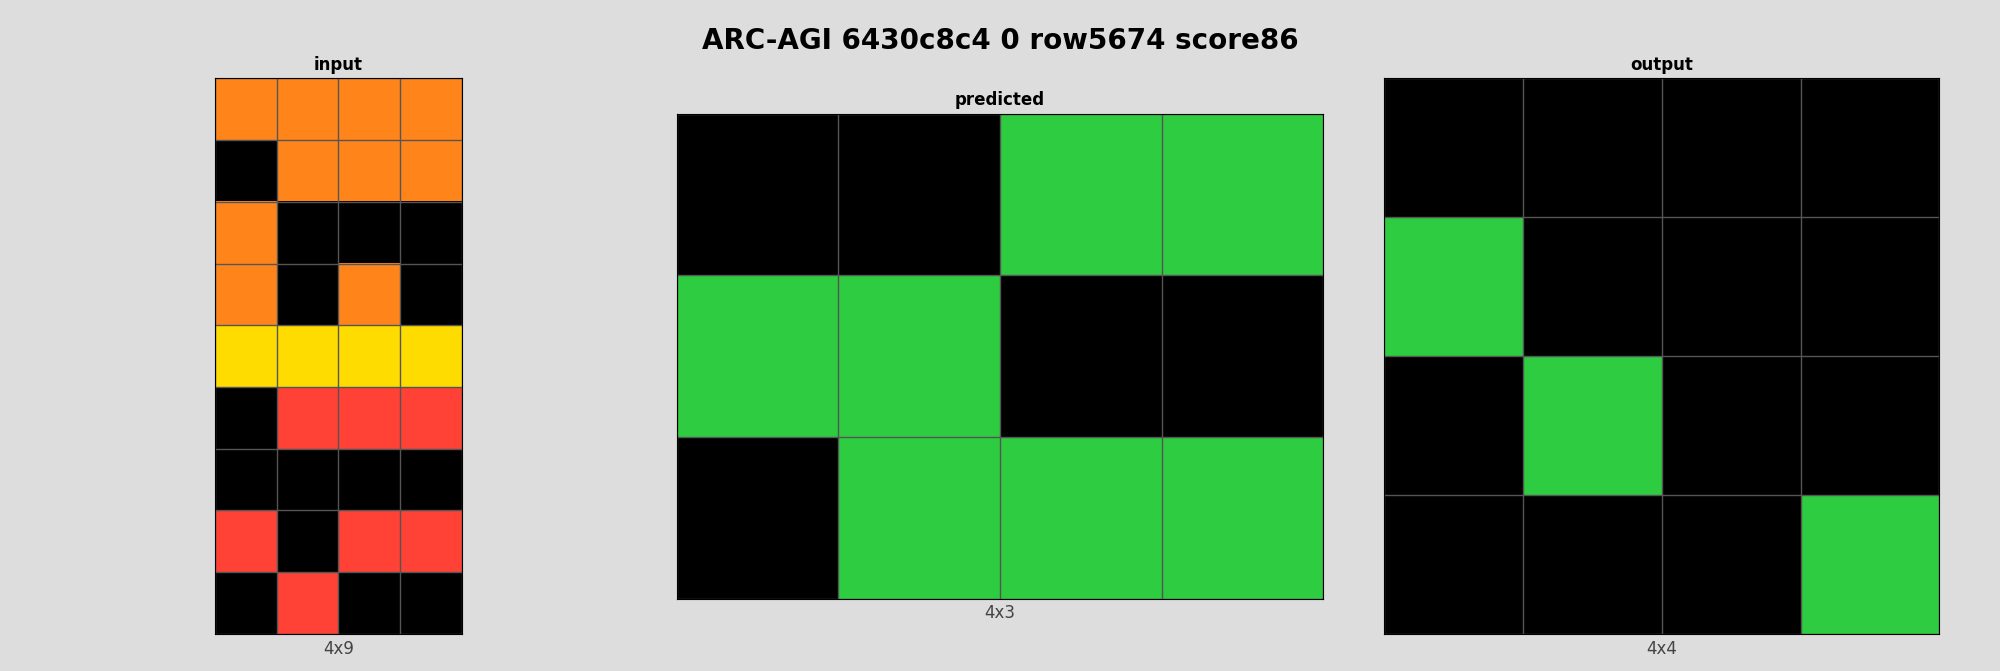 ARC-AGI 6430c8c4 0 row5674 score86
input
predicted
output
4x9
4x3
4x4